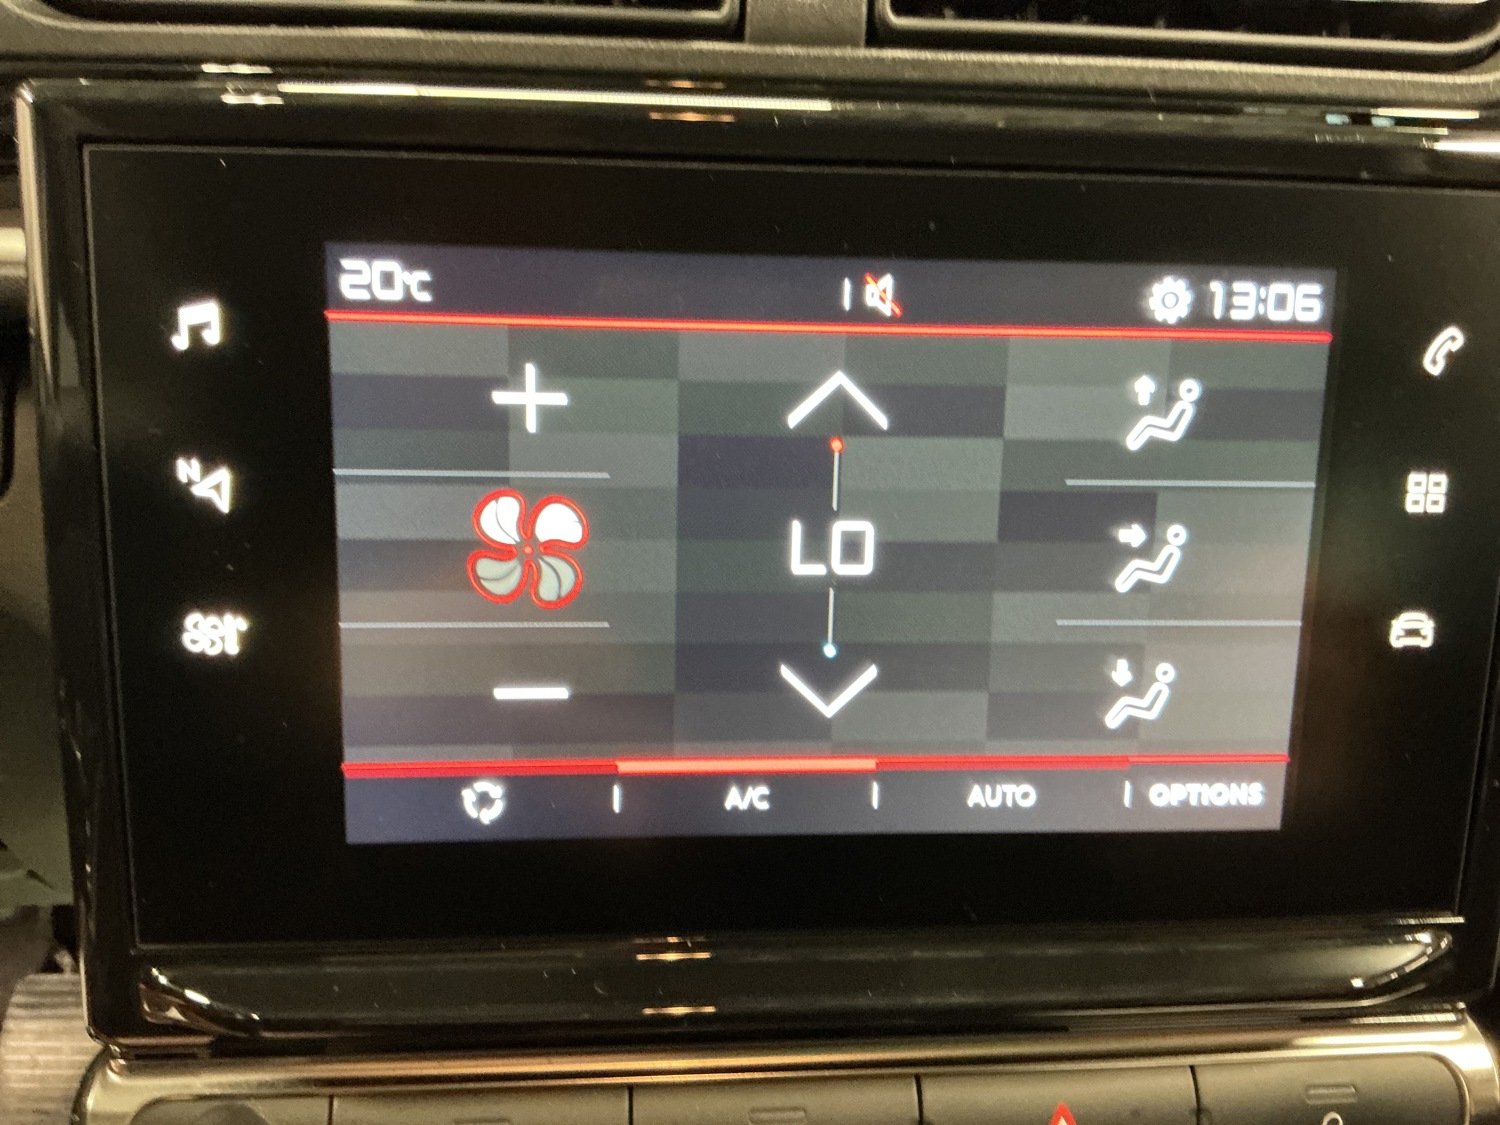 20°C
13:06
N
LO
A/C
AUTO
OPTIONS